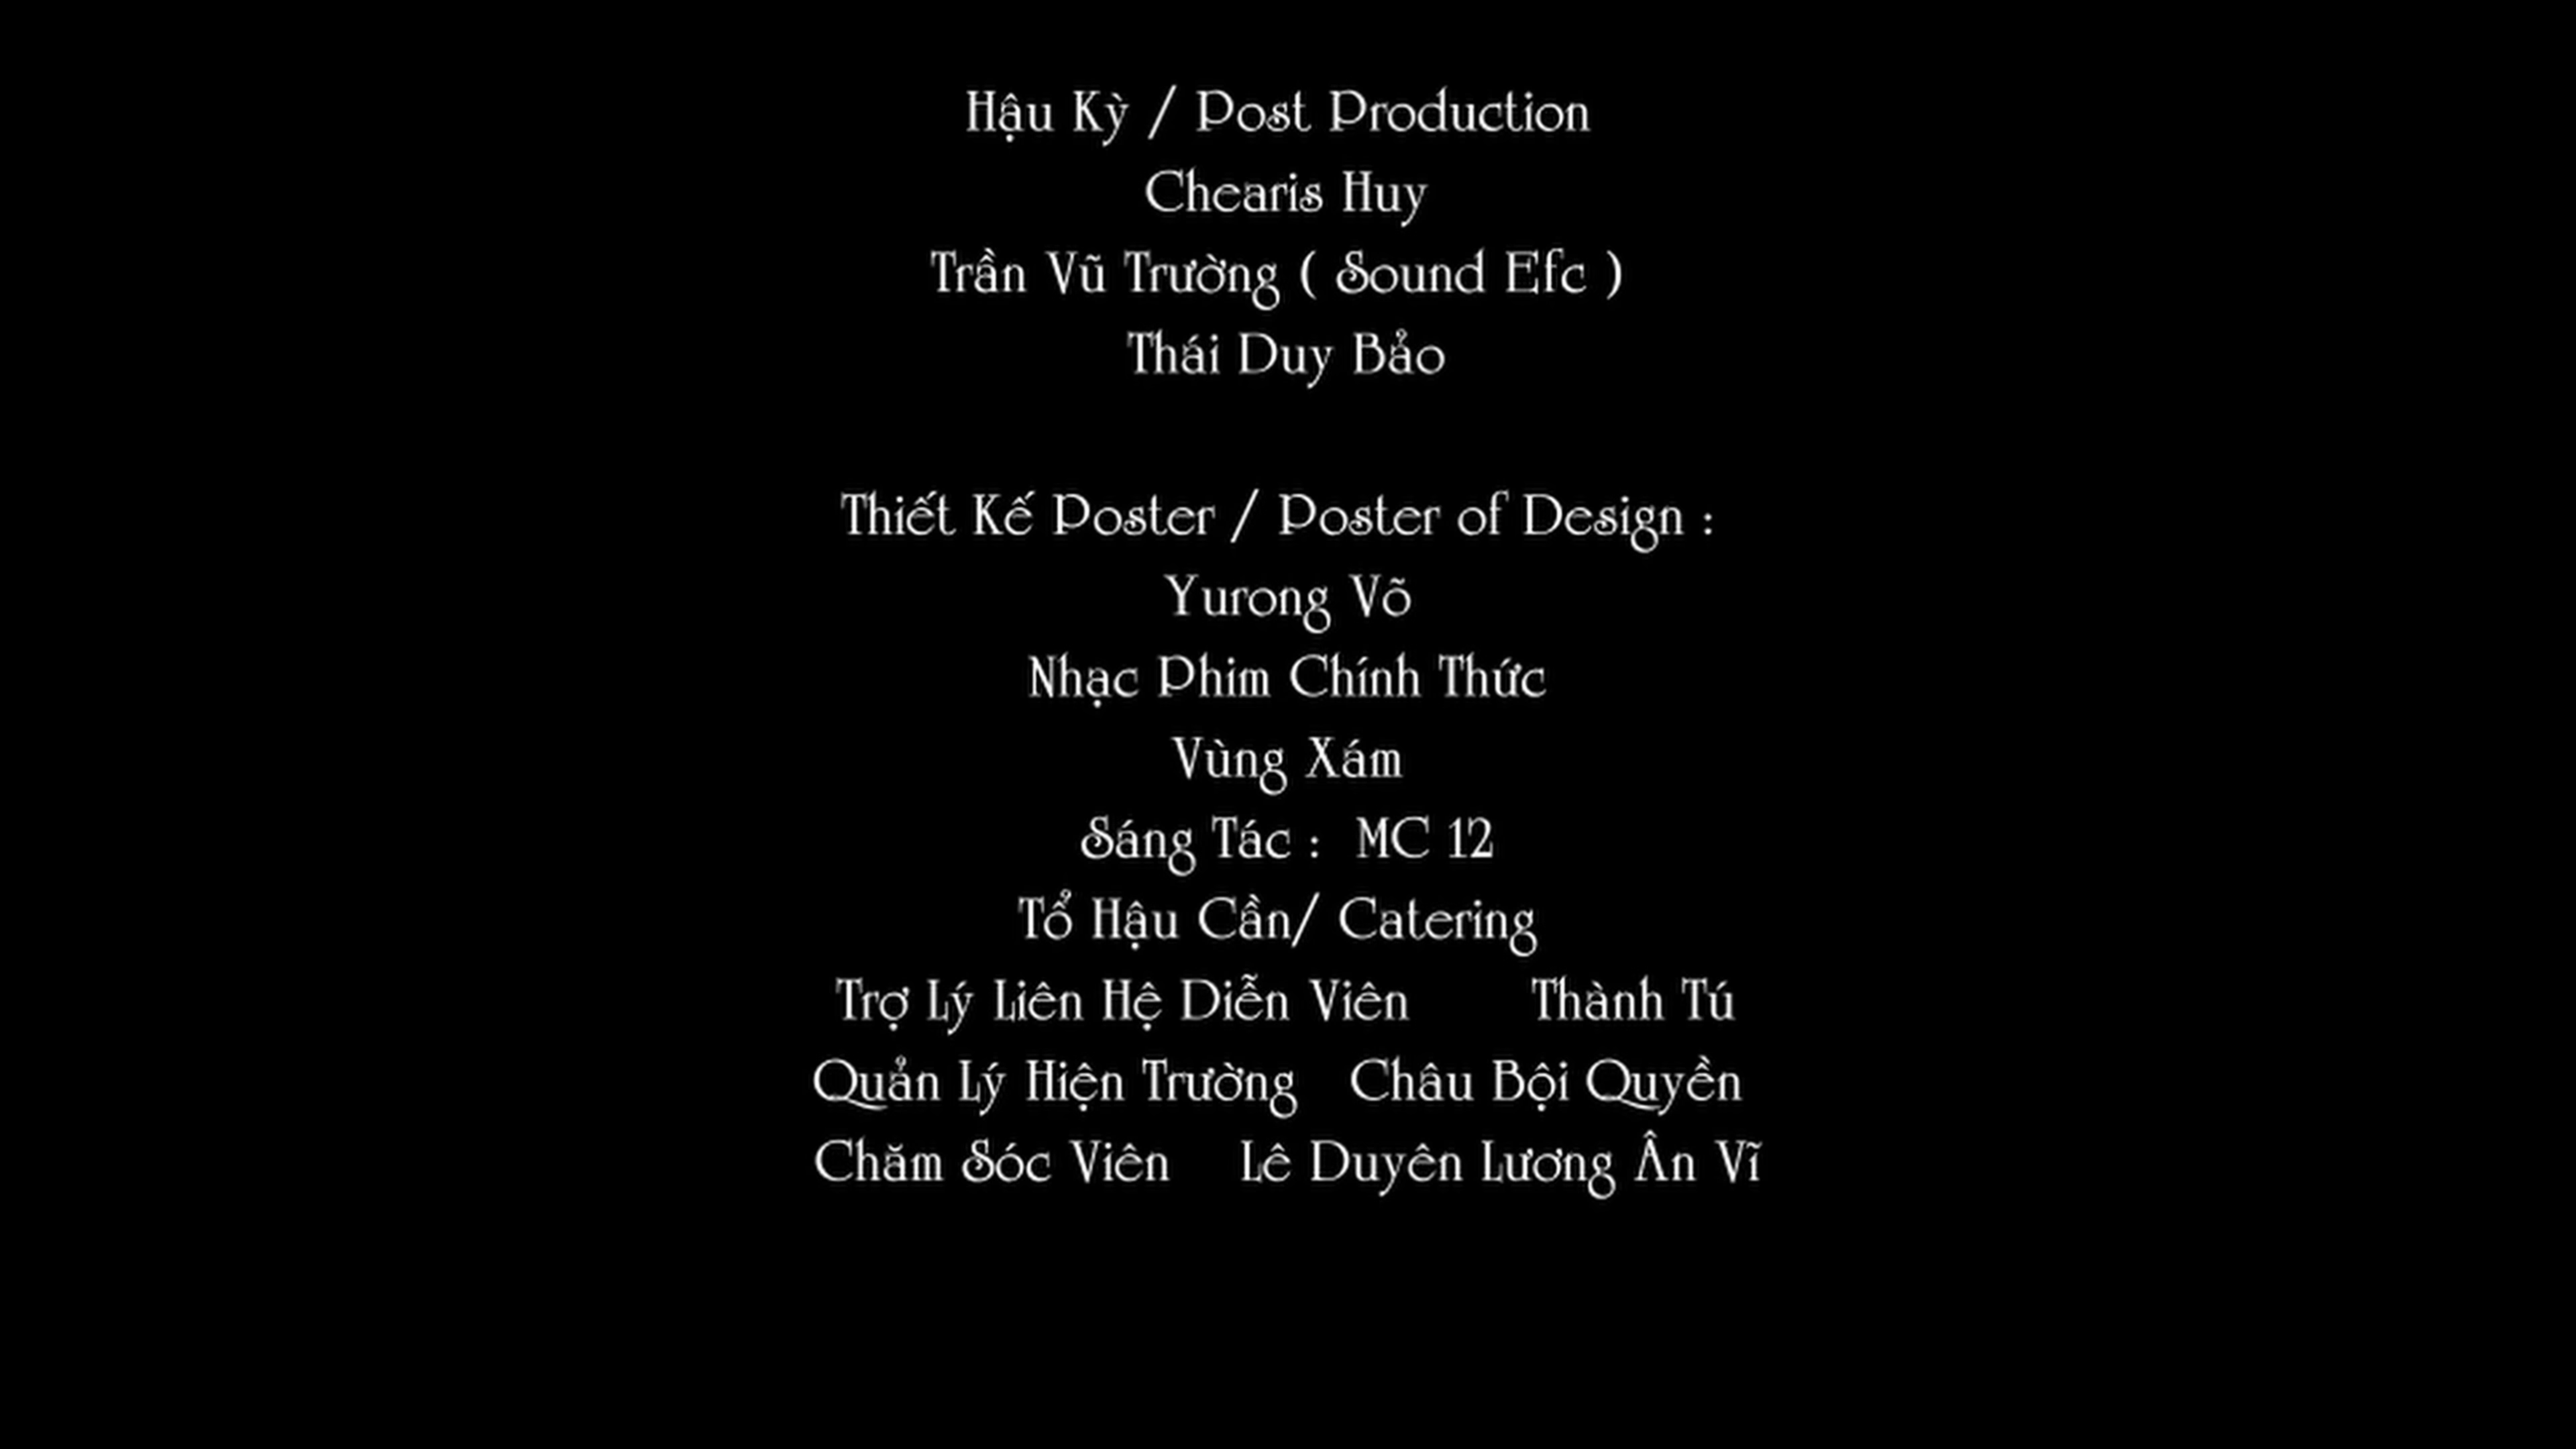 Hậu Kỳ / Post Production
Chearis Huy
Trần Vũ Trường ( Sound Efc )
Thái Duy Bảo
Thiết Kế Poster / Poster of Design :
Yurong Võ
Nhạc Phim Chính Thức
Vùng Xám
Sáng Tác : MC 12
Tổ Hậu Cần/ Catering
Trợ Lý Liên Hệ Diễn Viên Thành Tú
Quản Lý Hiện Trường Châu Bội Quyền
Chăm Sóc Viên Lê Duyên Lương Ân Vĩ